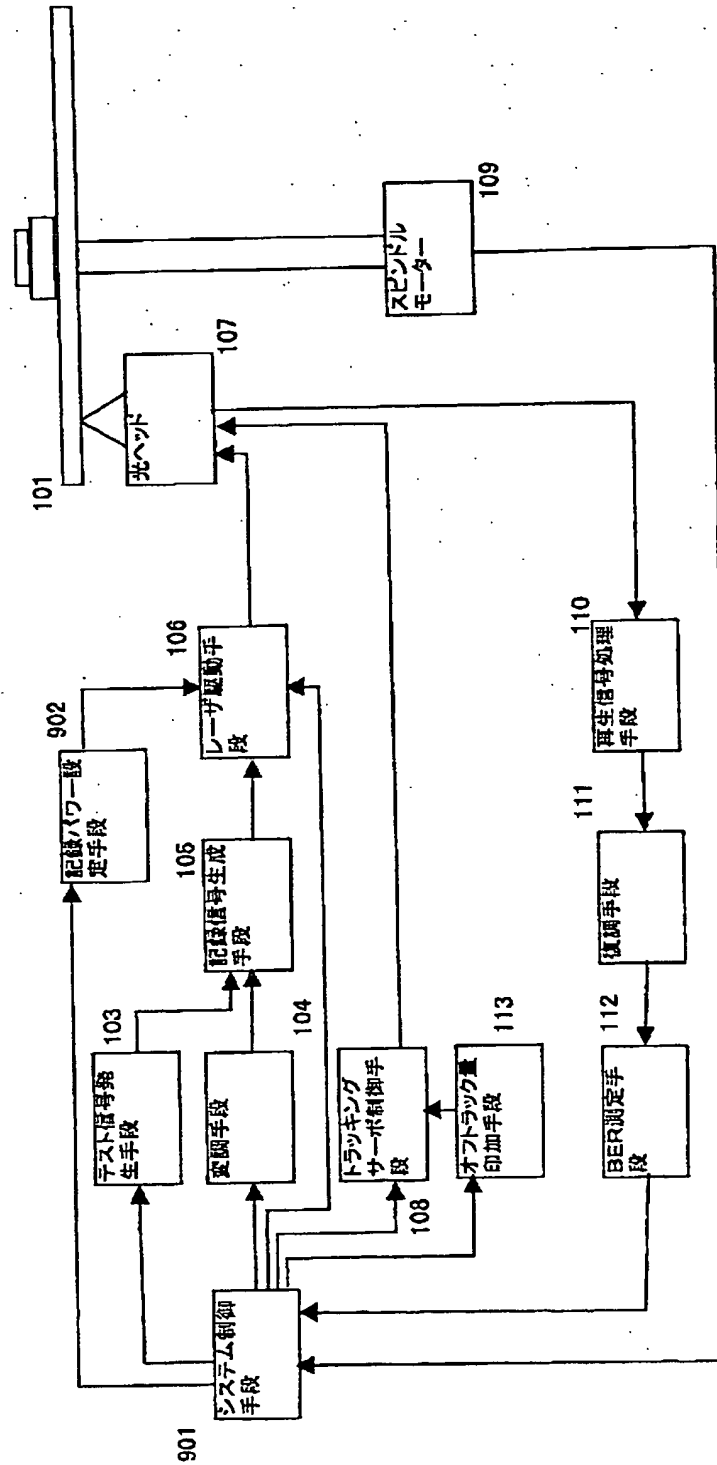 101
光ヘッド
107
スピンドル
モーター
109
902
記録パワー設
定手段
106
レーザ駆動手
段
105
記録信号生成
手段
103
テスト信号発
生手段
104
変調手段
トラッキング
サーボ制御手
段
108
113
オフトラック量
印加手段
システム制御
手段
901
110
再生信号処理
手段
111
復調手段
112
BER測定手
段